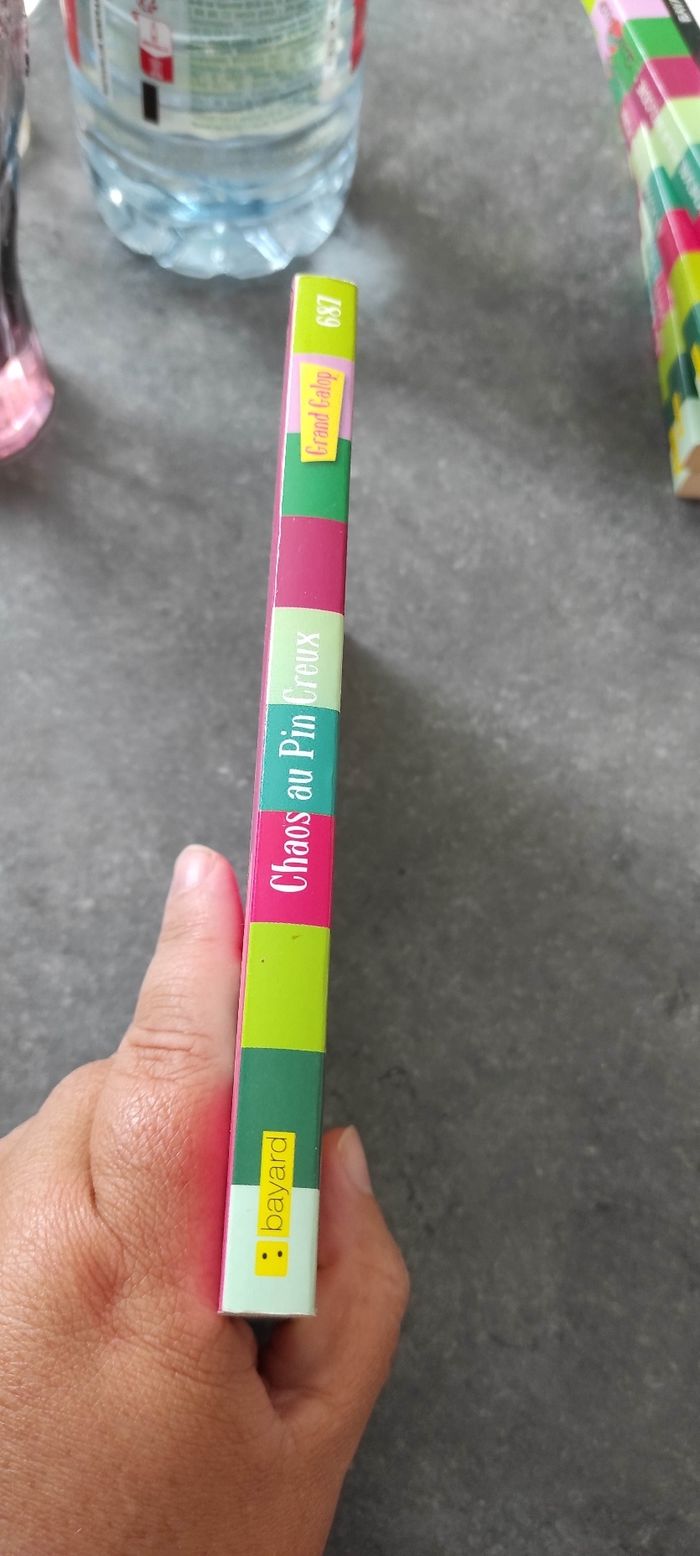 687
Grand Galop
Chaos au Pin Creux
bayard